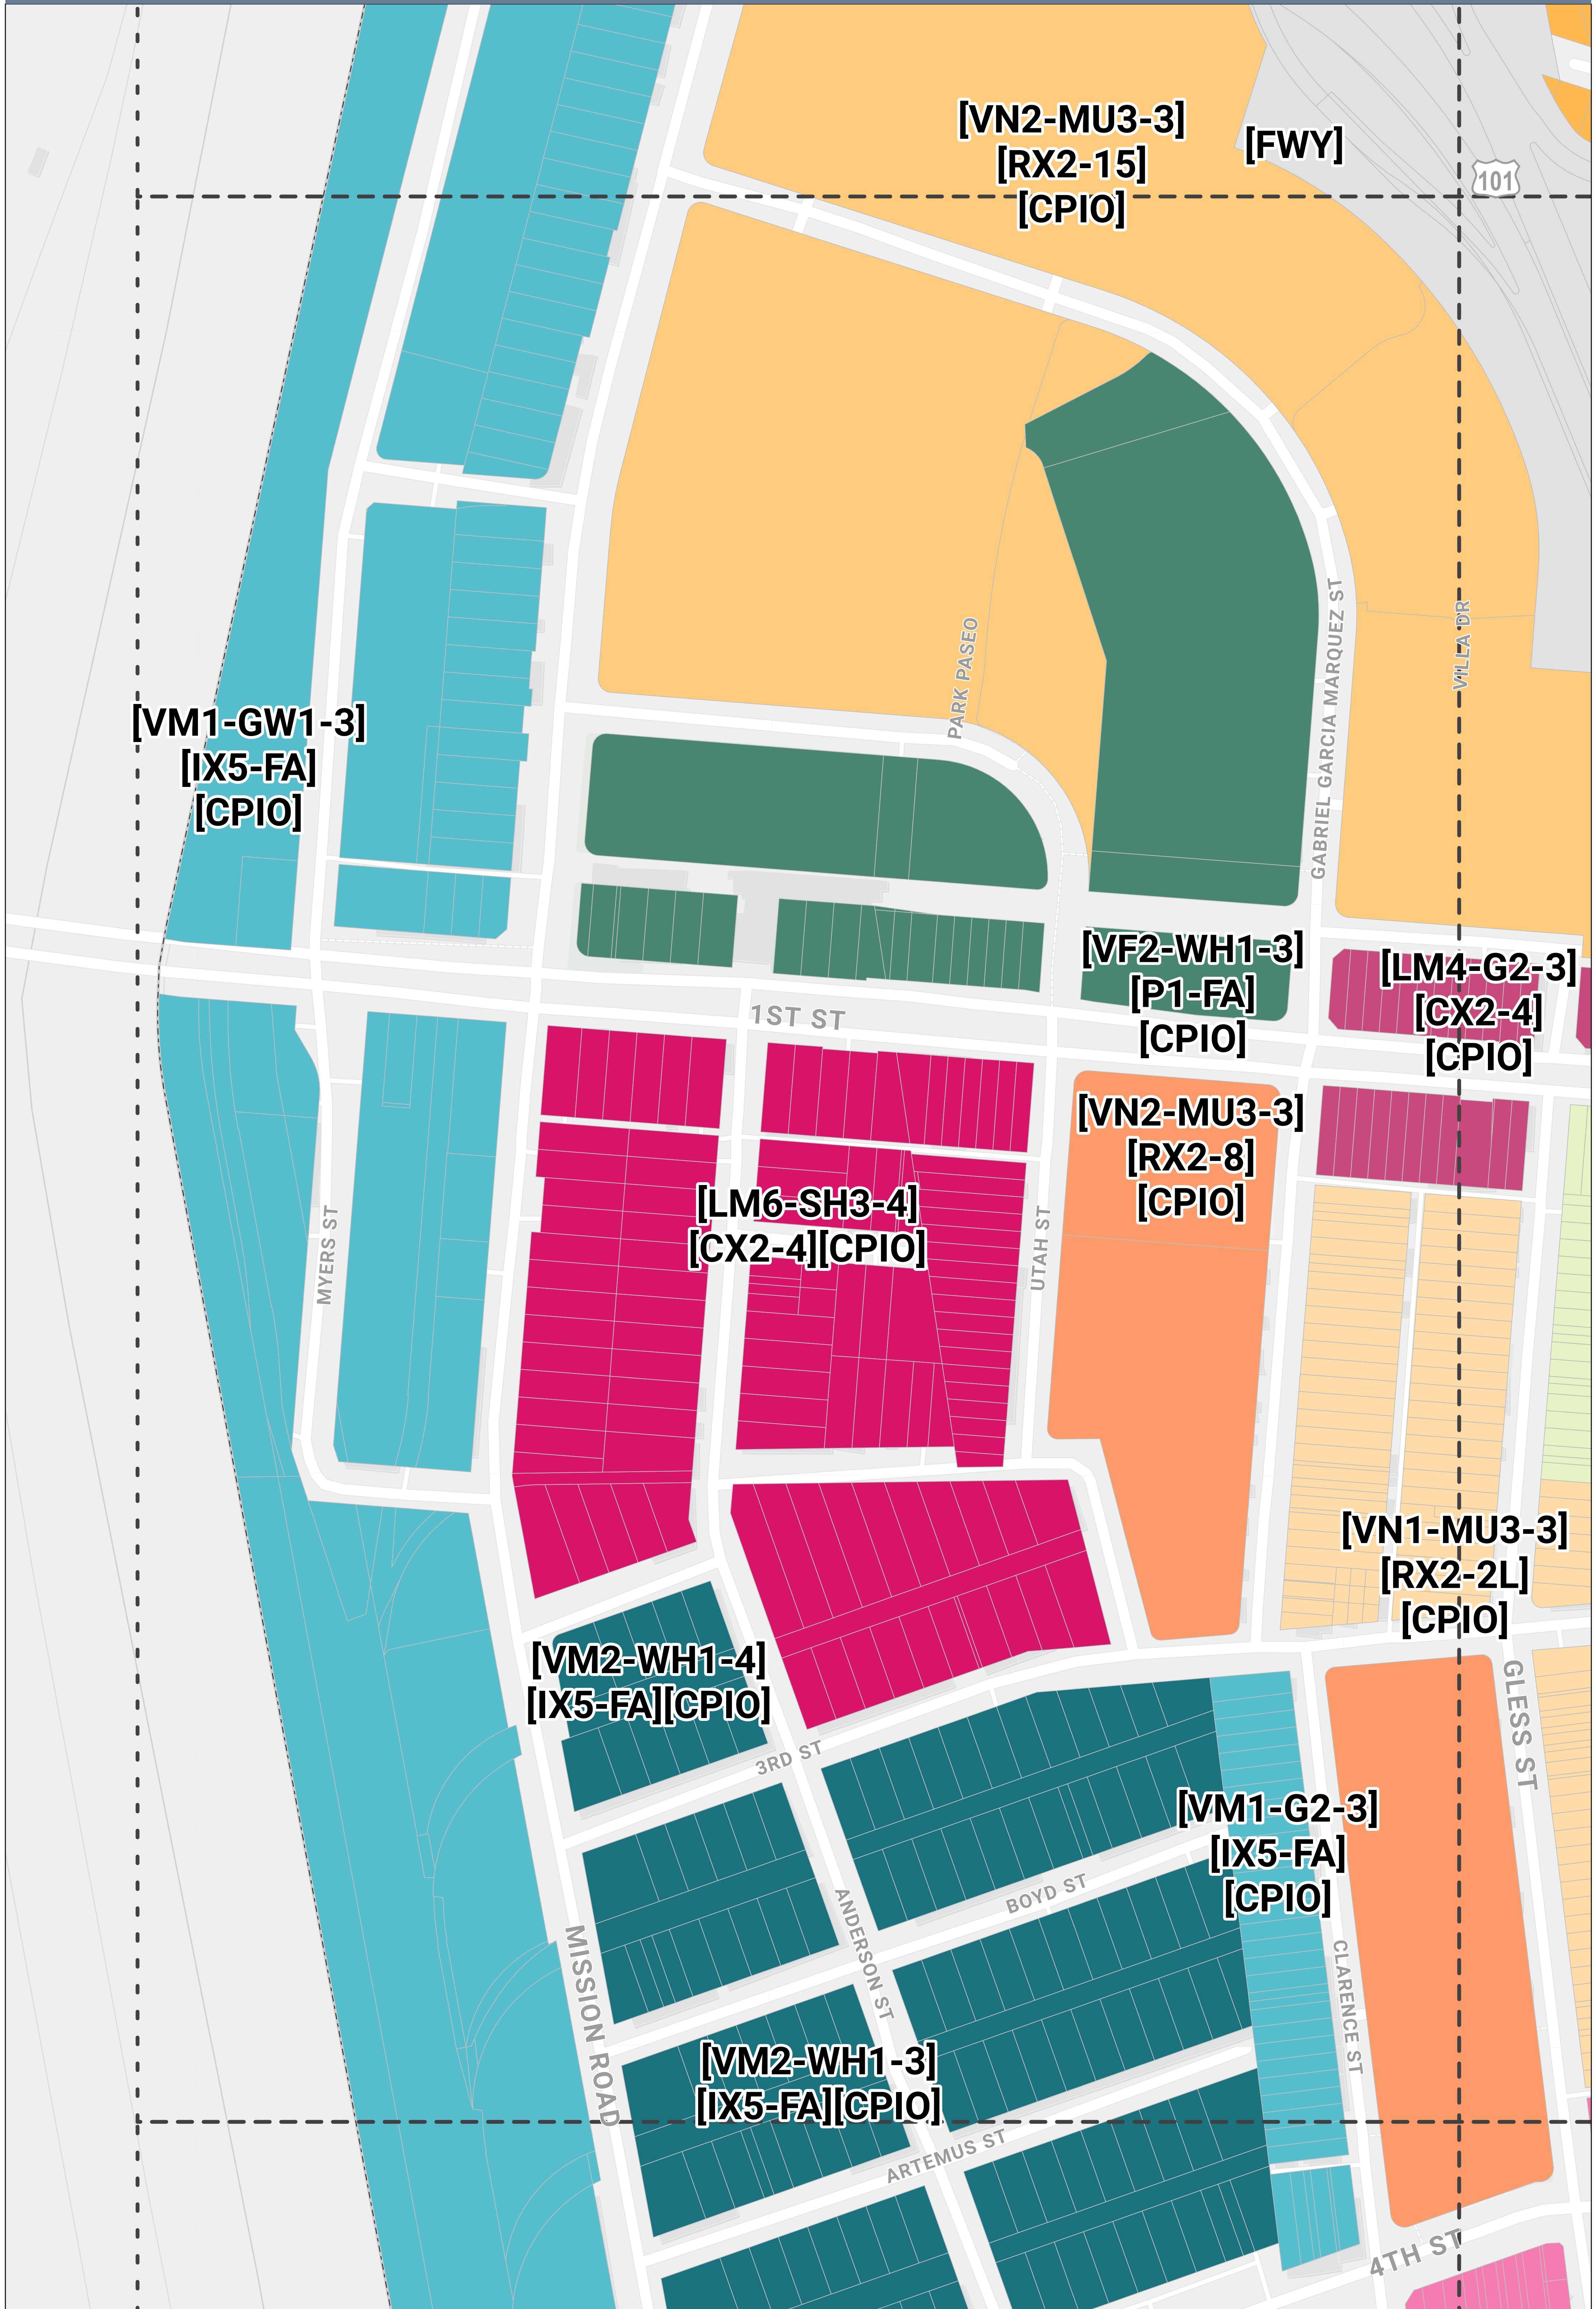 [VN2-MU3-3]
[RX2-15]
[CPIO]
[FWY]
101
PARK PASEO
GABRIEL GARCIA MARQUEZ ST
VILLA DR
[VM1-GW1-3]
[IX5-FA]
[CPIO]
[VF2-WH1-3]
[P1-FA]
[CPIO]
[LM4-G2-3]
[CX2-4]
[CPIO]
1ST ST
[VN2-MU3-3]
[RX2-8]
[CPIO]
[LM6-SH3-4]
[CX2-4][CPIO]
MYERS ST
UTAH ST
[VN1-MU3-3]
[RX2-2L]
[CPIO]
[VM2-WH1-4]
[IX5-FA][CPIO]
3RD ST
GLESS ST
[VM1-G2-3]
[IX5-FA]
[CPIO]
BOYD ST
ANDERSON ST
MISSION ROAD
CLARENCE ST
[VM2-WH1-3]
[IX5-FA][CPIO]
ARTEMUS ST
4TH ST